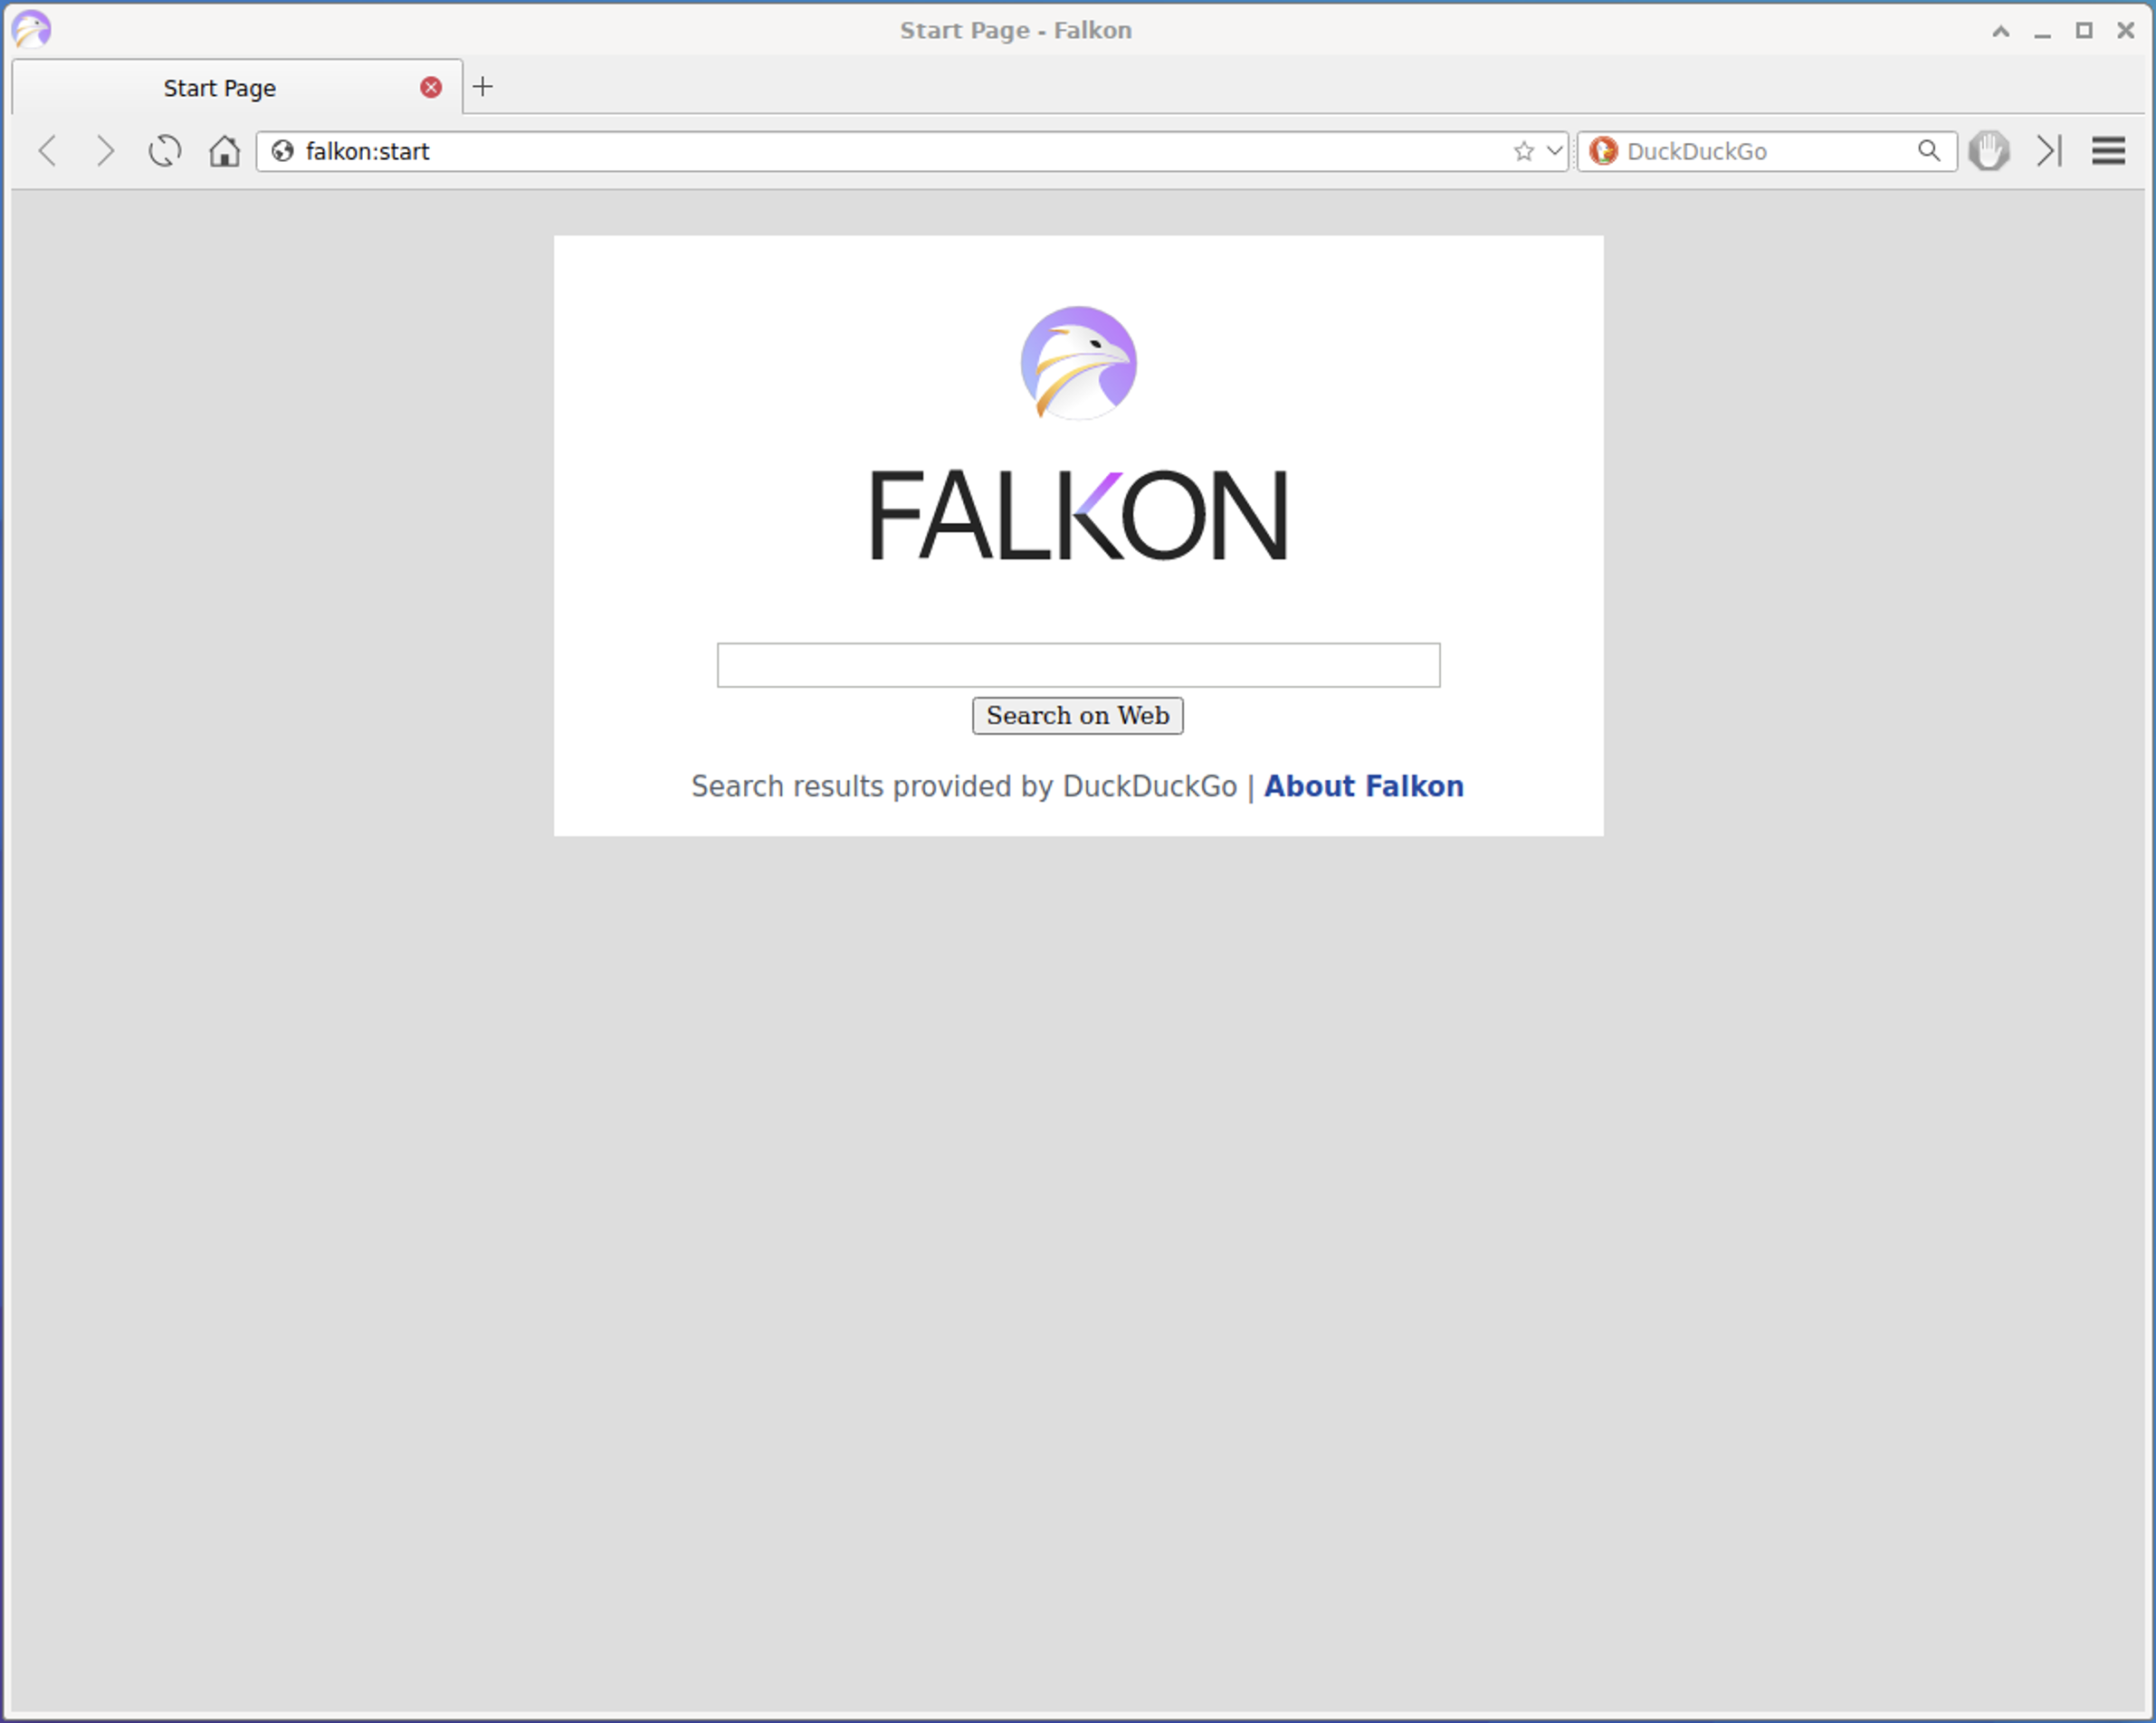 Start Page - Falkon
Start Page
falkon:start
DuckDuckGo
FALKON
Search on Web
Search results provided by DuckDuckGo | About Falkon